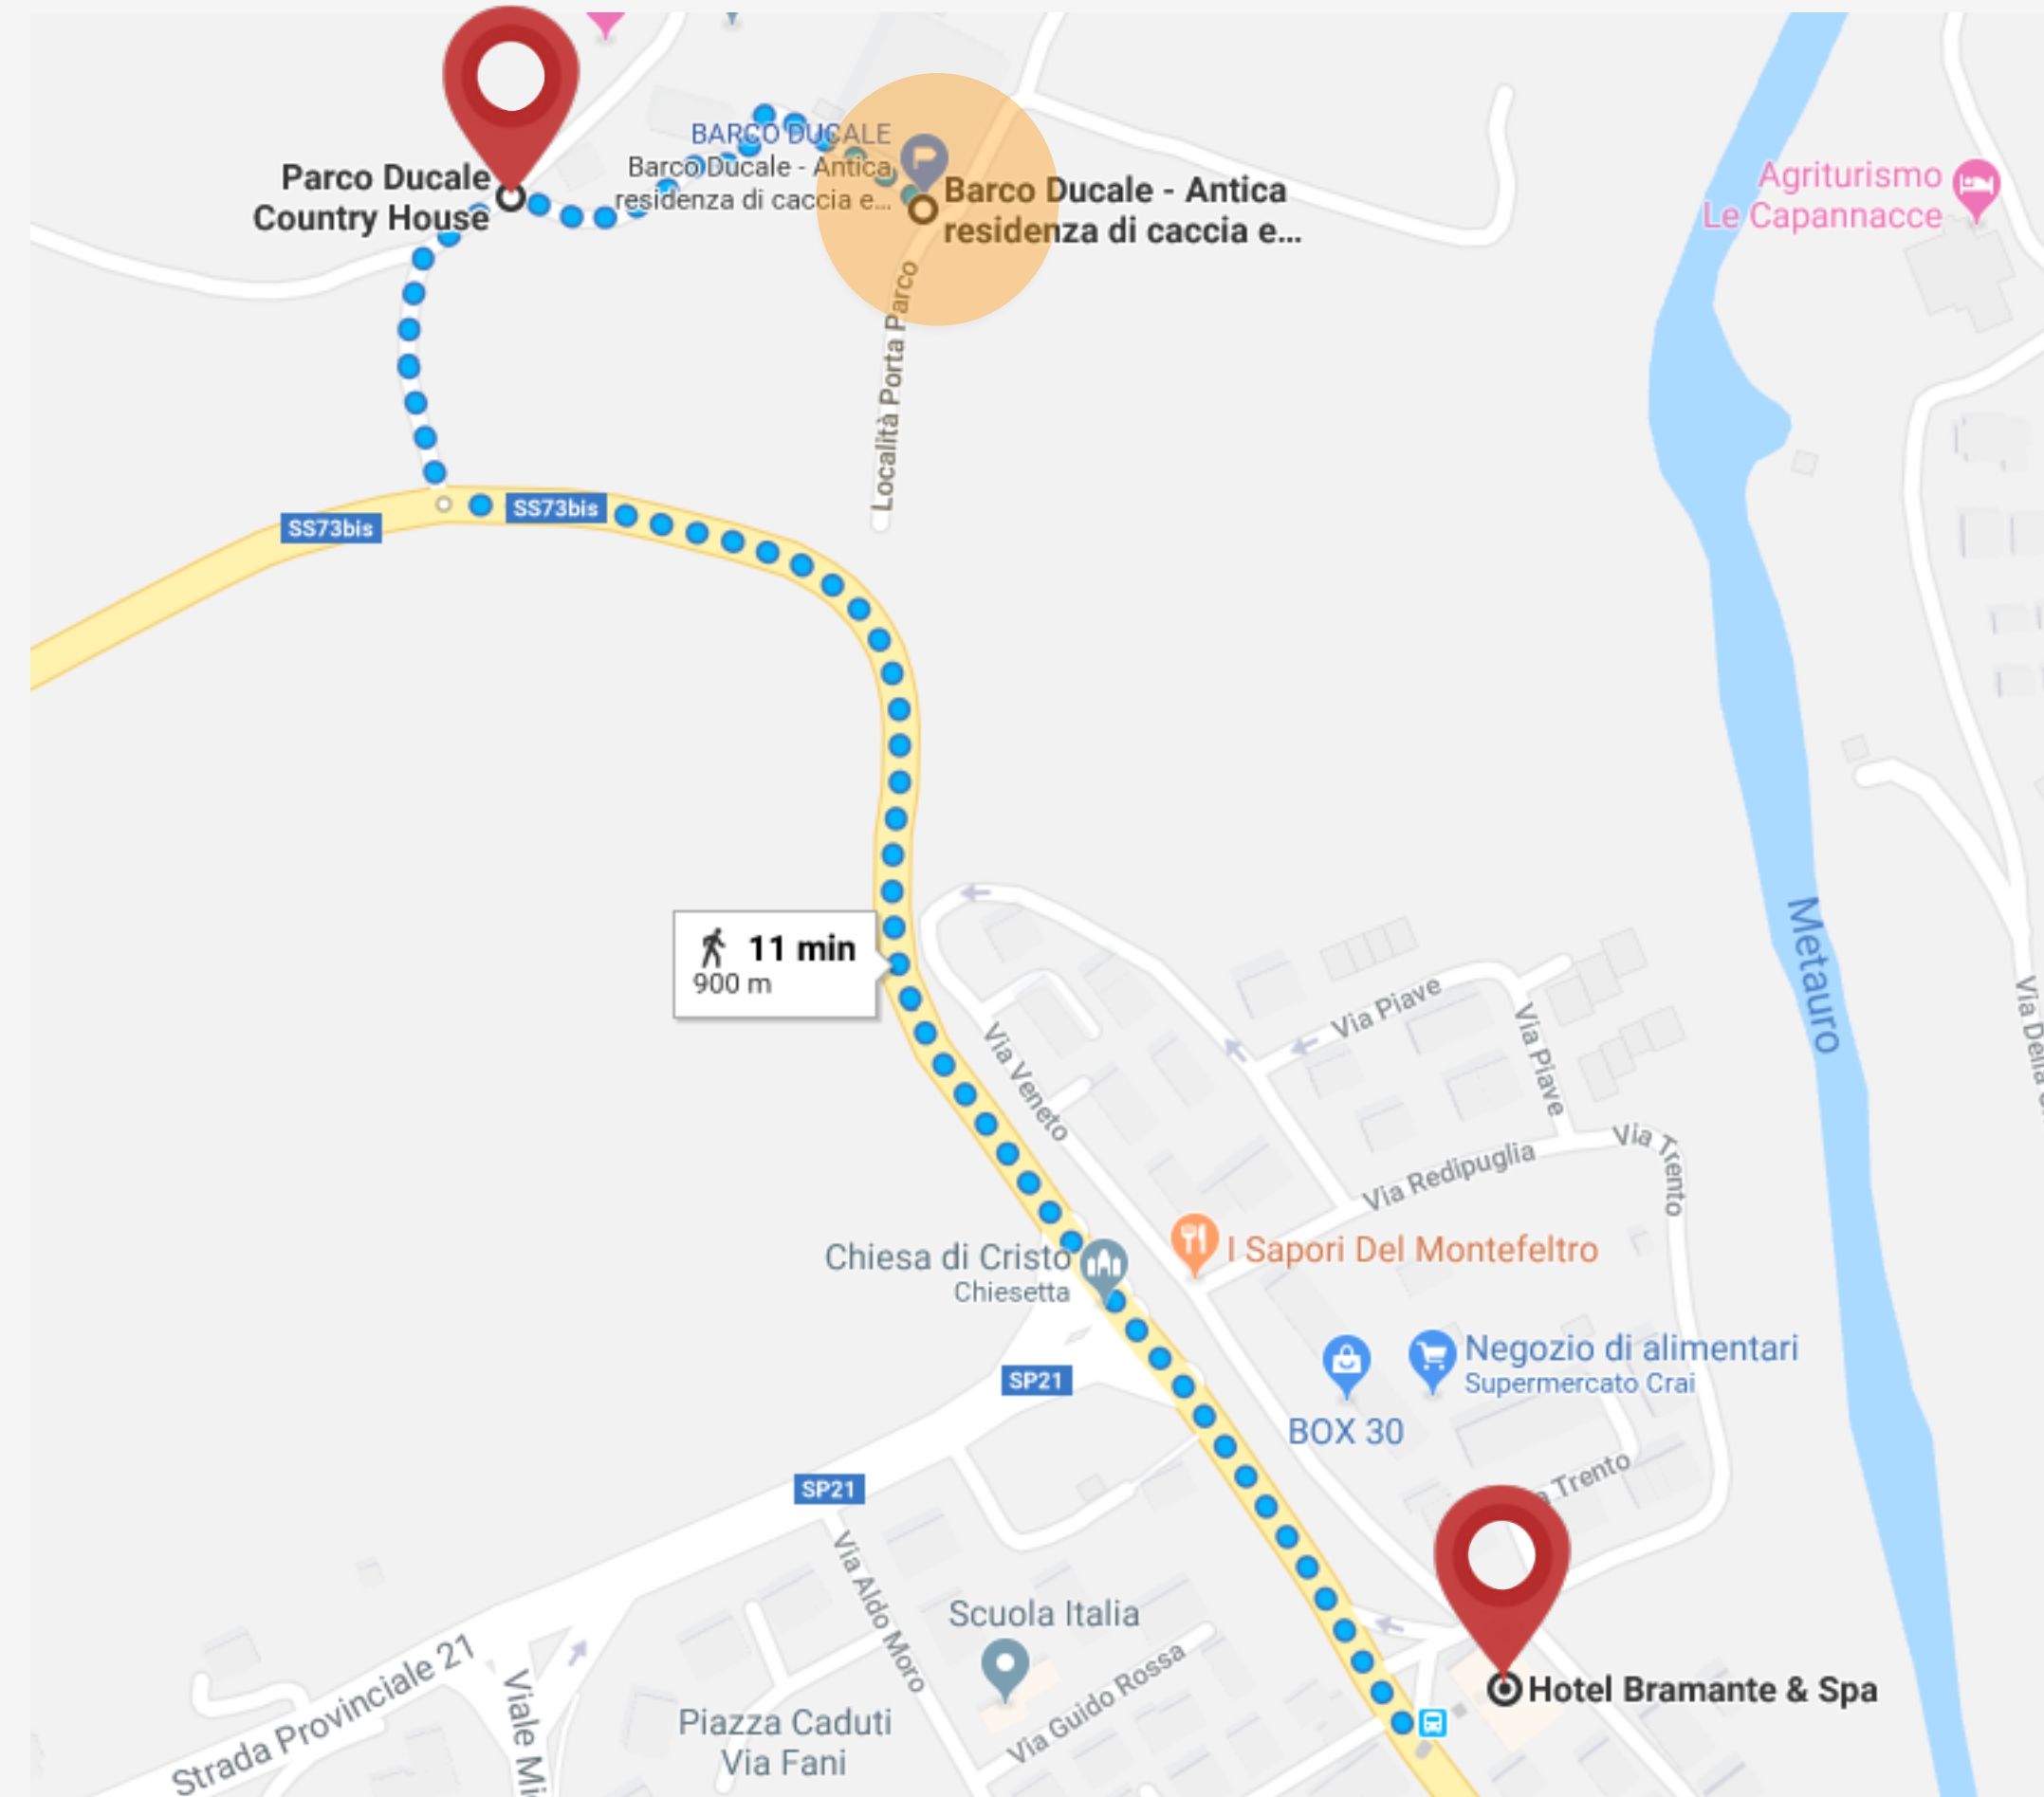 Parco Ducale
Country House
BARCO DUCALE
Barco Ducale - Antica
residenza di caccia e...
Barco Ducale - Antica
residenza di caccia e...
Agriturismo
Le Capannacce
Località Porta Parco
SS73bis
SS73bis
11 min
900 m
Metauro
Via Piave
Via Piave
Via Veneto
Via Redipuglia
Via Trento
Chiesa di Cristo
Chiesetta
I Sapori Del Montefeltro
SP21
Negozio di alimentari
Supermercato Crai
BOX 30
SP21
Trento
Via Aldo Moro
Scuola Italia
Via Guido Rossa
Strada Provinciale 21
Viale
Piazza Caduti
Via Fani
Hotel Bramante & Spa
Via Della